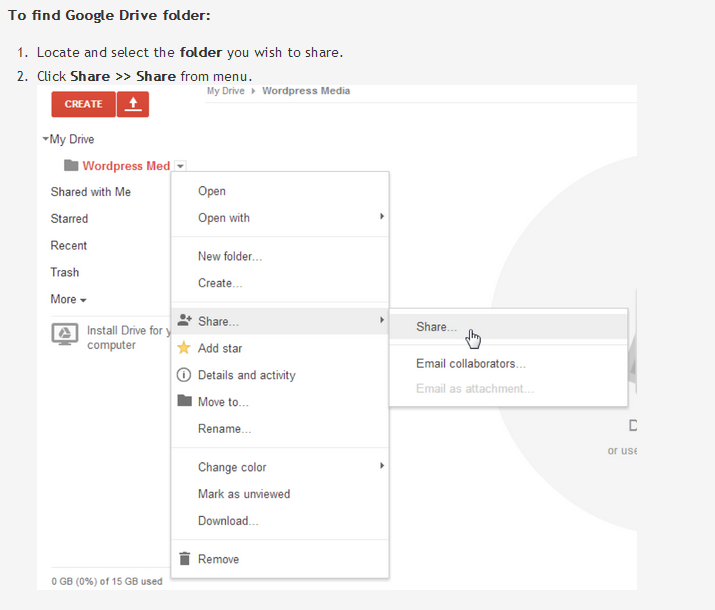 To find Google Drive folder:
1. Locate and select the folder you wish to share.
2. Click Share >> Share from menu.
CREATE
My Drive
Wordpress Media
My Drive
Wordpress Med
Shared with Me
Starred
Recent
Trash
More
Install Drive for y
computer
0 GB (0%) of 15 GB used
Open
Open with
New folder...
Create...
Share...
Add star
Details and activity
Move to...
Rename...
Change color
Mark as unviewed
Download...
Remove
Share...
Email collaborators...
Email as attachment...
D
or use